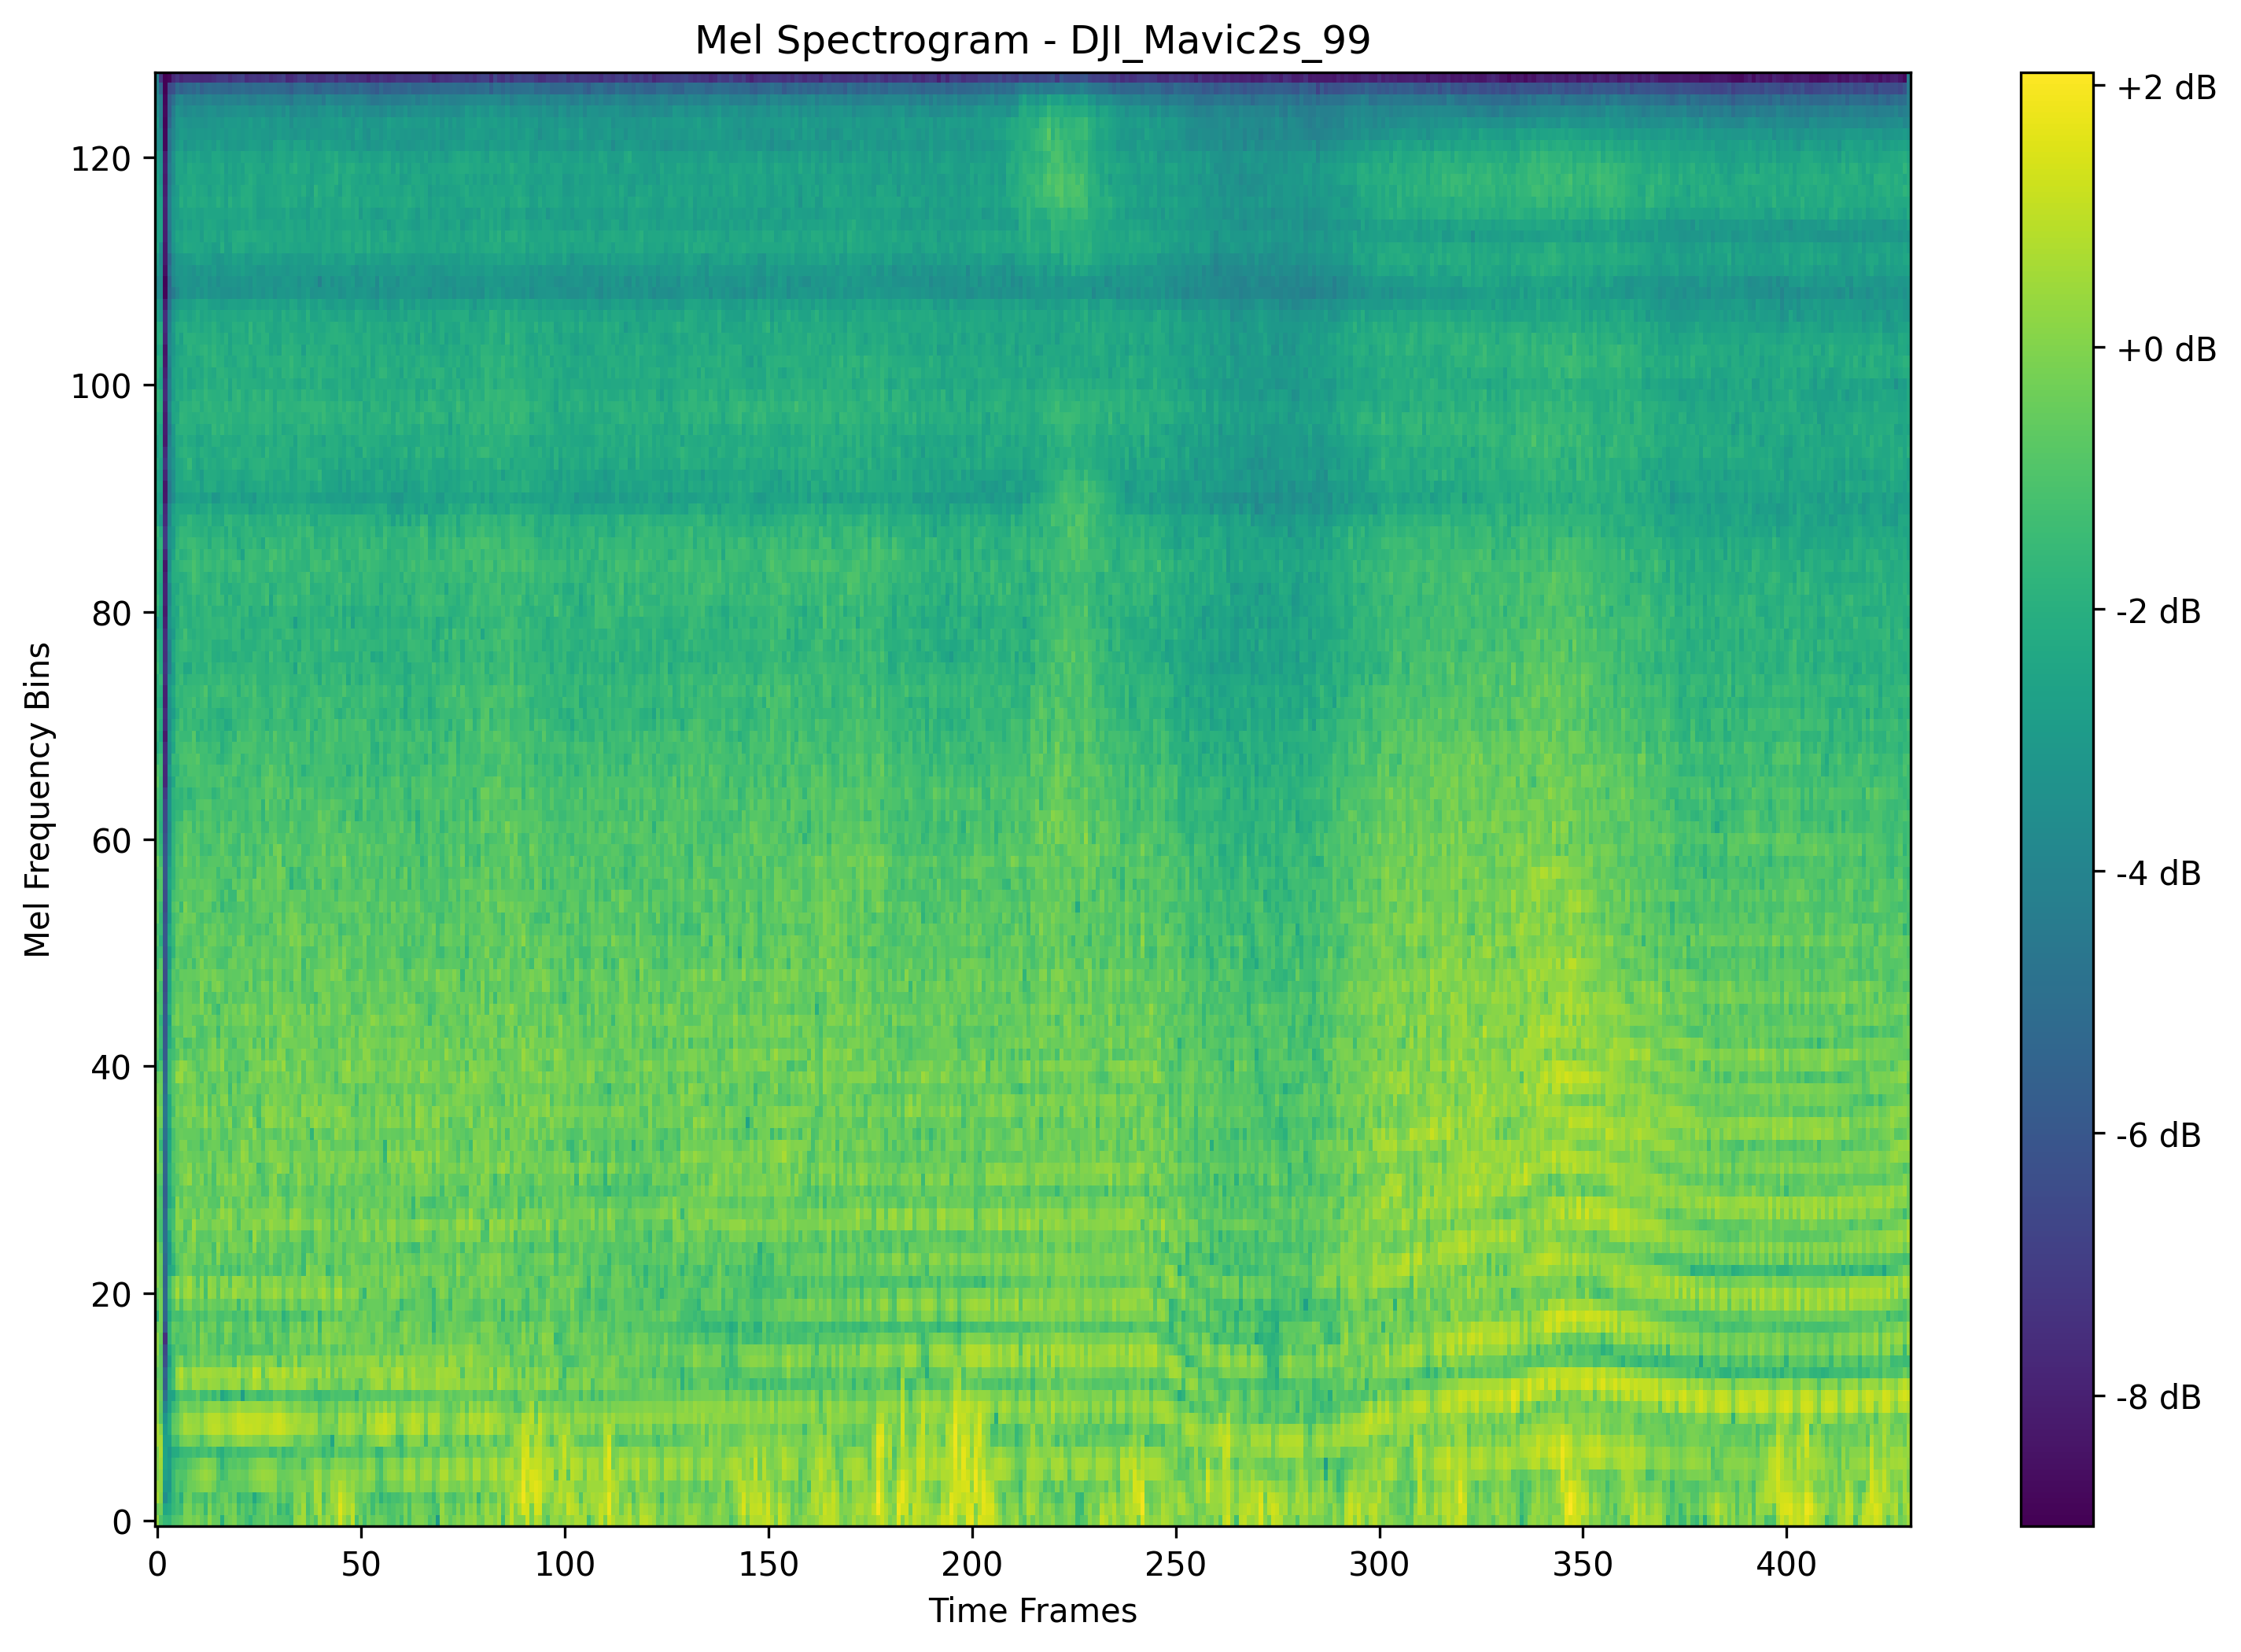 Mel Spectrogram - DJI_Mavic2s_99
Mel Frequency Bins
120
100
80
60
40
20
0
0 50 100 150 200 250 300 350 400
Time Frames
+2 dB
+0 dB
-2 dB
-4 dB
-6 dB
-8 dB